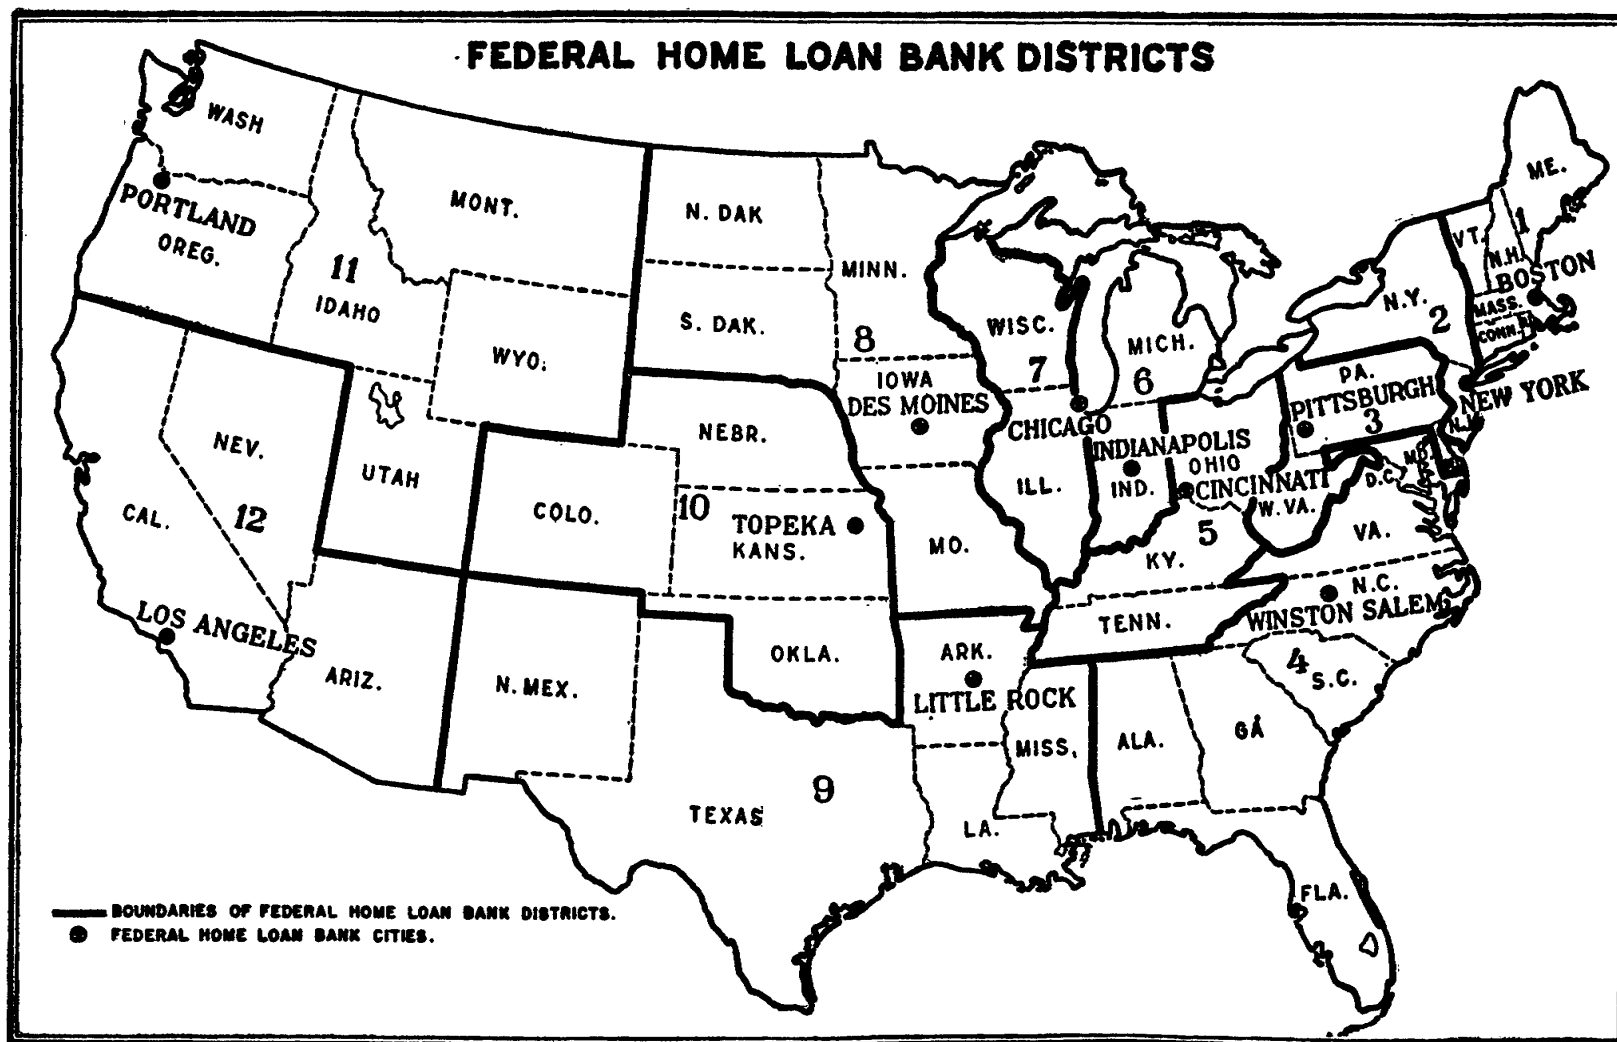 FEDERAL HOME LOAN BANK DISTRICTS
WASH
PORTLAND
OREG.
MONT.
11
IDAHO
WYO.
N. DAK
S. DAK.
MINN.
8
WISC.
7
MICH.
6
ME.
1
VT.
N.H.
BOSTON
MASS.
CONN.
N.Y.
2
NEW YORK
N.J.
PA.
PITTSBURGH
3
MD.
D.C.
IOWA
DES MOINES
CHICAGO
INDIANAPOLIS
OHIO
IND.
CINCINNATI
ILL.
W. VA.
VA.
5
KY.
NEV.
UTAH
CAL.
12
COLO.
NEBR.
10
TOPEKA
KANS.
MO.
LOS ANGELES
ARIZ.
N. MEX.
OKLA.
ARK.
LITTLE ROCK
TENN.
N.C.
WINSTON SALEM
4
S.C.
MISS.
ALA.
GA
9
TEXAS
LA.
FLA.
BOUNDARIES OF FEDERAL HOME LOAN BANK DISTRICTS.
FEDERAL HOME LOAN BANK CITIES.